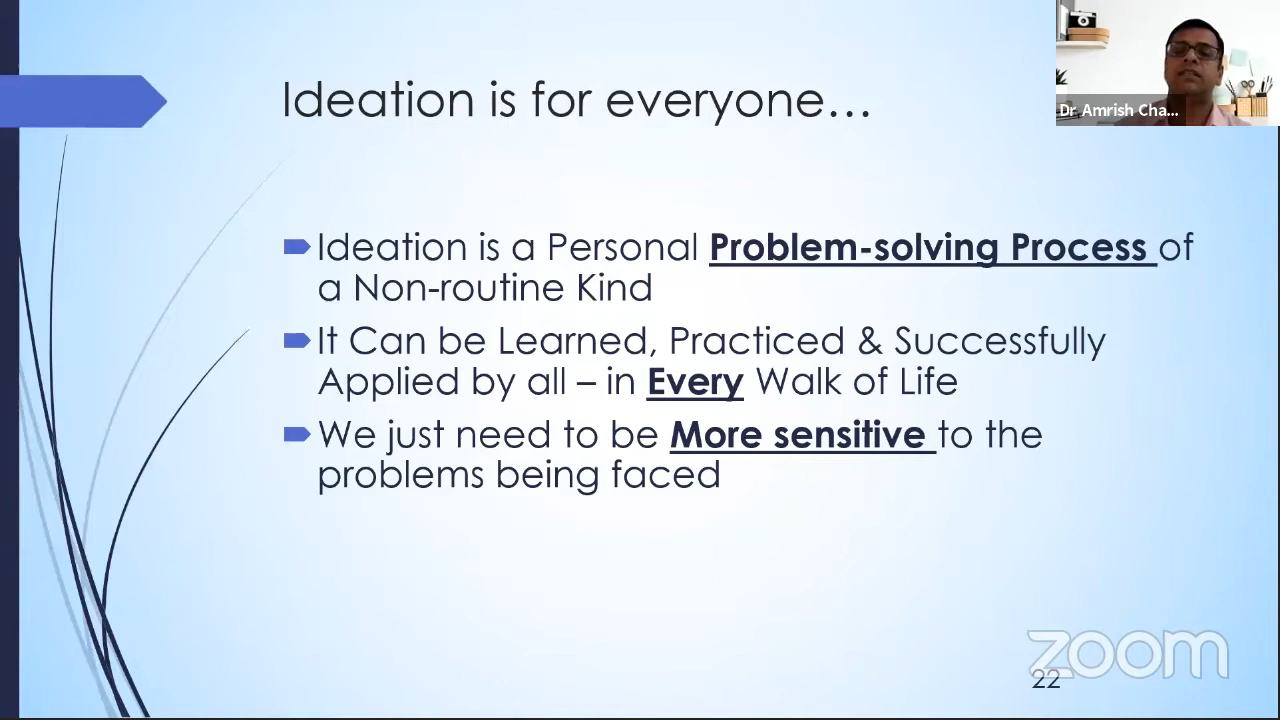 Ideation is for everyone...
Dr Amrish Cha...
Ideation is a Personal Problem-solving Process of
a Non-routine Kind
It Can be Learned, Practiced & Successfully
Applied by all – in Every Walk of Life
We just need to be More sensitive to the
problems being faced
zoom
22